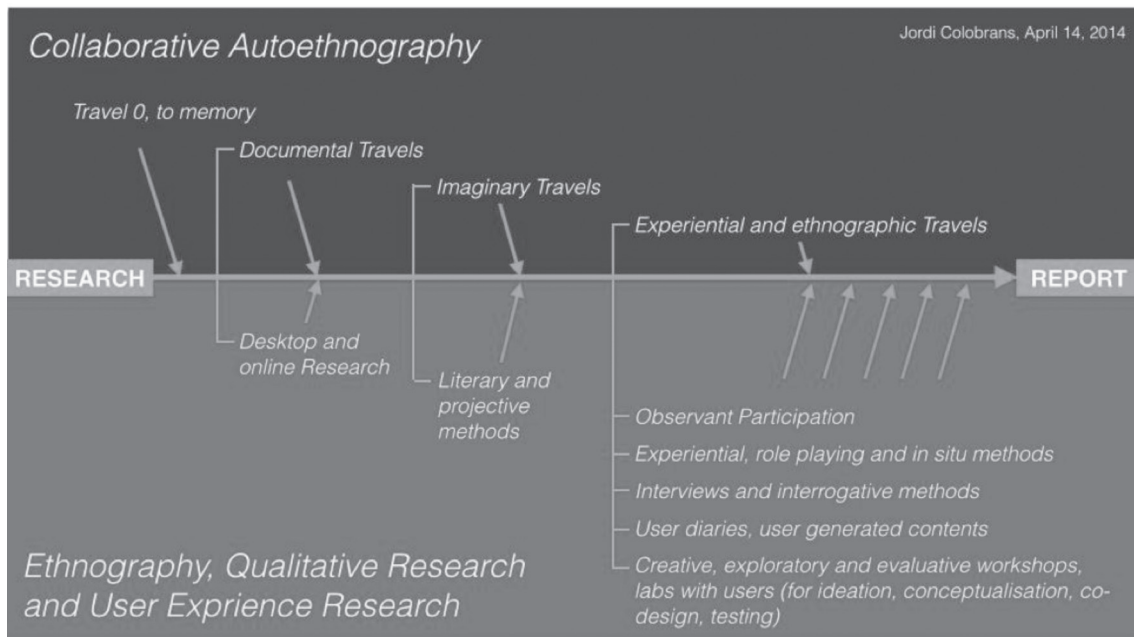 Collaborative Autoethnography
Jordi Colobrans, April 14, 2014
Travel 0, to memory
Documental Travels
Imaginary Travels
Experiential and ethnographic Travels
RESEARCH
REPORT
Desktop and
online Research
Literary and
projective
methods
Observant Participation
Experiential, role playing and in situ methods
Interviews and interrogative methods
User diaries, user generated contents
Creative, exploratory and evaluative workshops,
labs with users (for ideation, conceptualisation, co-
design, testing)
Ethnography, Qualitative Research
and User Exprience Research